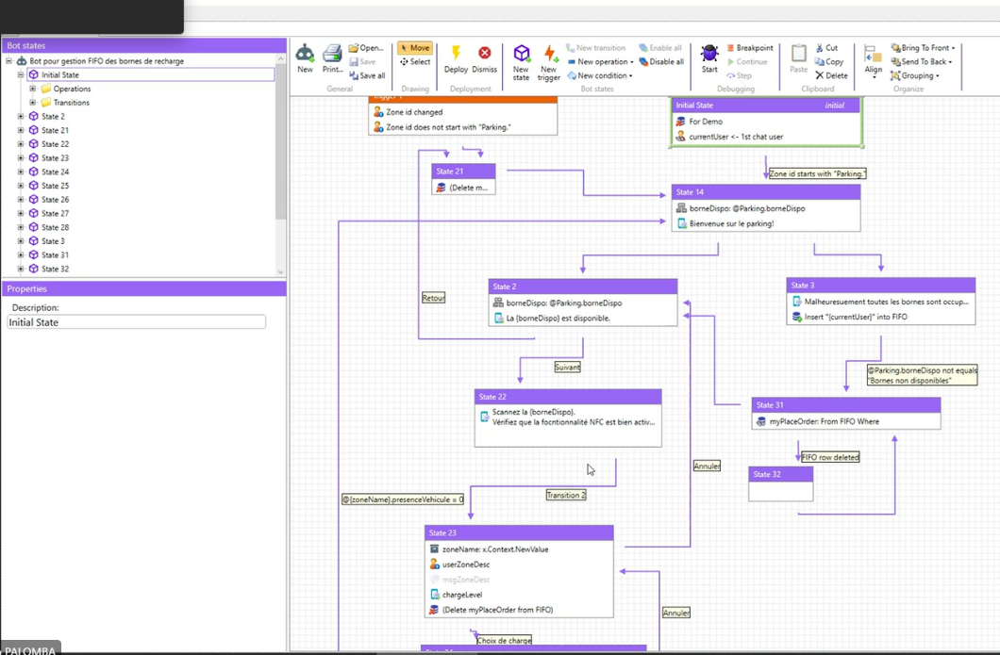 Bot states
Bot pour gestion FIFO des bornes de recharge
Initial State
Operations
Transitions
State 2
State 21
State 22
State 23
State 24
State 25
State 26
State 27
State 28
State 3
State 31
State 32
Properties
Description:
Initial State
PALOMBA
New
Print...
Open...
Save
Save all
General
Move
Select
Drawing
Deploy
Dismiss
Deployment
New state
New trigger
New transition
New operation
New condition
Enable all
Disable all
Bot states
Start
Breakpoint
Continue
Step
Debugging
Paste
Cut
Copy
Delete
Clipboard
Align
Bring To Front
Send To Back
Grouping
Organize
Zone id changed
Zone id does not start with "Parking."
Initial State initial
For Demo
currentUser <- 1st chat user
Zone id starts with "Parking."
State 21
(Delete m...
State 14
borneDispo: @Parking.borneDispo
Bienvenue sur le parking!
Retour
State 2
borneDispo: @Parking.borneDispo
La {borneDispo} est disponible.
State 3
Malheuresuement toutes les bornes sont occup...
Insert "{currentUser}" into FIFO
Suivant
@Parking.borneDispo not equals
"Bornes non disponibles"
State 22
Scannez la {borneDispo}.
Vérifiez que la focntionnalité NFC est bien activ...
State 31
myPlaceOrder: From FIFO Where
FIFO row deleted
Annuler
State 32
@{zoneName}.presenceVehicule = 0
Transition 2
State 23
zoneName: x.Context.NewValue
userZoneDesc
msgZoneDesc
chargeLevel
(Delete myPlaceOrder from FIFO)
Annuler
Choix de charge